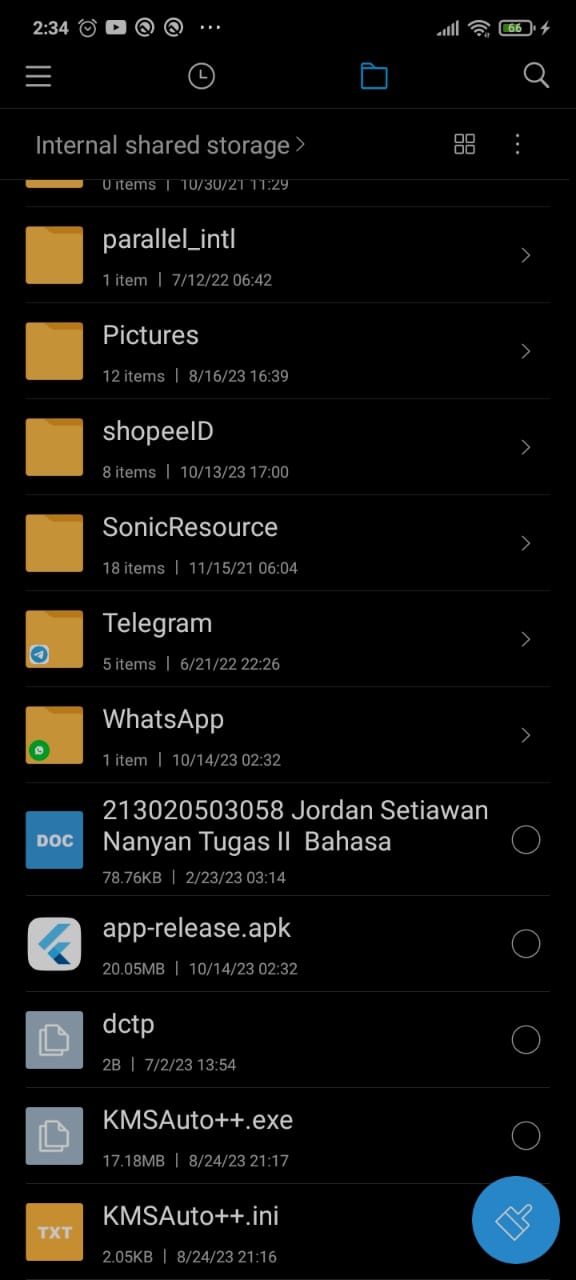 2:34
66
Internal shared storage
0 items | 10/30/21 11:29
parallel_intl
1 item | 7/12/22 06:42
Pictures
12 items | 8/16/23 16:39
shopeeID
8 items | 10/13/23 17:00
SonicResource
18 items | 11/15/21 06:04
Telegram
5 items | 6/21/22 22:26
WhatsApp
1 item | 10/14/23 02:32
213020503058 Jordan Setiawan
Nanyan Tugas II  Bahasa
DOC
78.76KB | 2/23/23 03:14
app-release.apk
20.05MB | 10/14/23 02:32
dctp
2B | 7/2/23 13:54
KMSAuto++.exe
17.18MB | 8/24/23 21:17
KMSAuto++.ini
TXT
2.05KB | 8/24/23 21:16